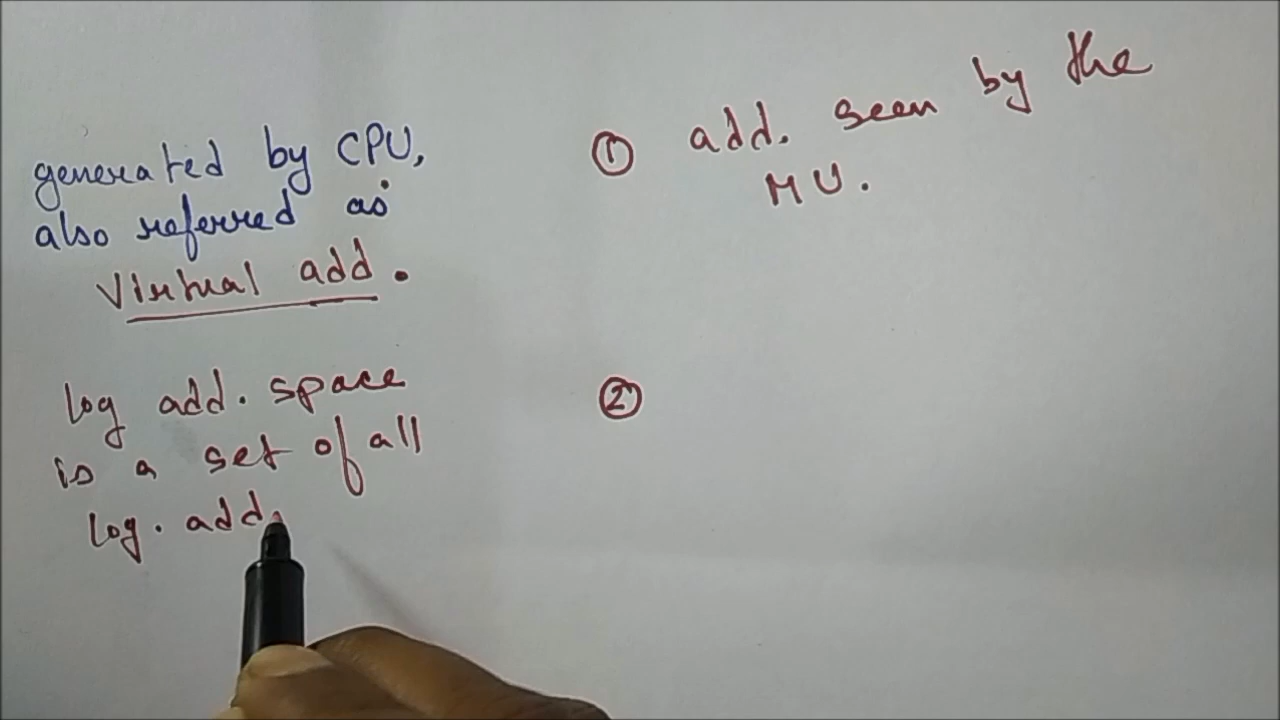 generated by CPU,
also referred as
Virtual add.
log add. space
is a set of all
log. add.
① add. seen by the
MU.
②